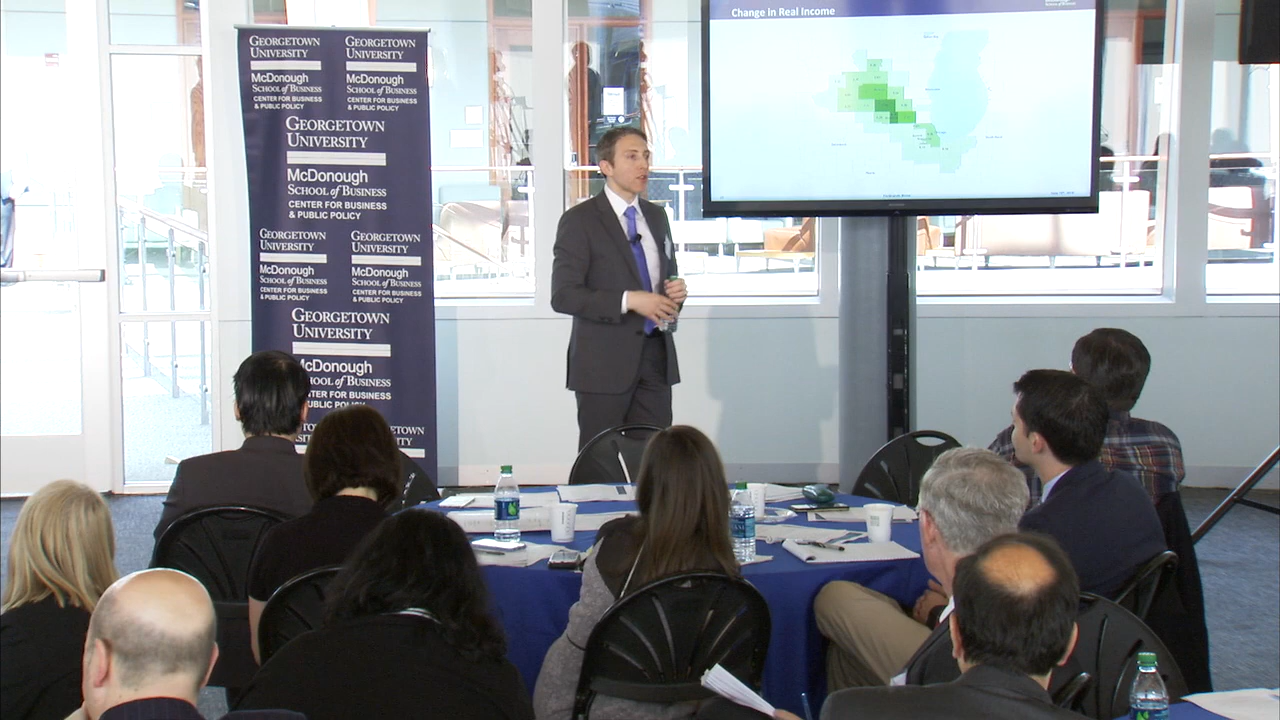 GEORGETOWN
UNIVERSITY
McDonough
SCHOOL of BUSINESS
CENTER FOR BUSINESS
& PUBLIC POLICY
GEORGETOWN
UNIVERSITY
McDonough
SCHOOL of BUSINESS
CENTER FOR BUSINESS
& PUBLIC POLICY
GEORGETOWN
UNIVERSITY
McDonough
SCHOOL of BUSINESS
CENTER FOR BUSINESS
& PUBLIC POLICY
GEORGETOWN
UNIVERSITY
McDonough
SCHOOL of BUSINESS
CENTER FOR BUSINESS
& PUBLIC POLICY
GEORGETOWN
UNIVERSITY
McDonough
SCHOOL of BUSINESS
CENTER FOR BUSINESS
& PUBLIC POLICY
GEORGETOWN
UNIVERSITY
McDonough
SCHOOL of BUSINESS
CENTER FOR BUSINESS
PUBLIC POLICY
GEORGETOWN
Change In Real Income